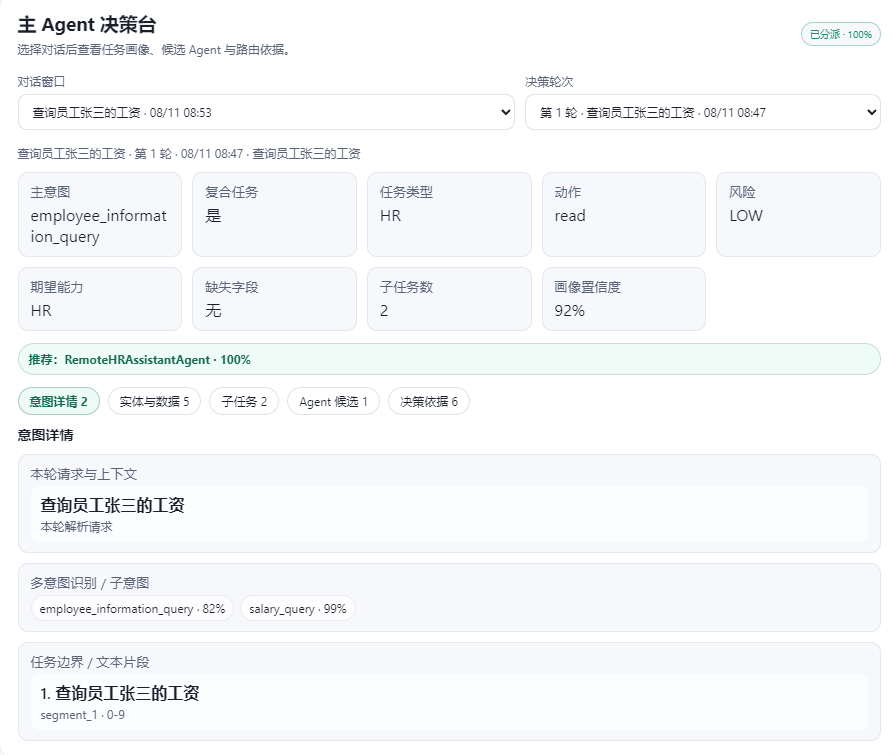 主 Agent 决策台
选择对话后查看任务画像、候选 Agent 与路由依据。
已分派 · 100%
对话窗口
决策轮次
查询员工张三的工资 · 08/11 08:53
第 1 轮 · 查询员工张三的工资 · 08/11 08:47
查询员工张三的工资 · 第 1 轮 · 08/11 08:47 · 查询员工张三的工资
主意图
employee_informat
ion_query
复合任务
是
任务类型
HR
动作
read
风险
LOW
期望能力
HR
缺失字段
无
子任务数
2
画像置信度
92%
推荐：RemoteHRAssistantAgent · 100%
意图详情 2
实体与数据 5
子任务 2
Agent 候选 1
决策依据 6
意图详情
本轮请求与上下文
查询员工张三的工资
本轮解析请求
多意图识别 / 子意图
employee_information_query · 82%
salary_query · 99%
任务边界 / 文本片段
1. 查询员工张三的工资
segment_1 · 0-9